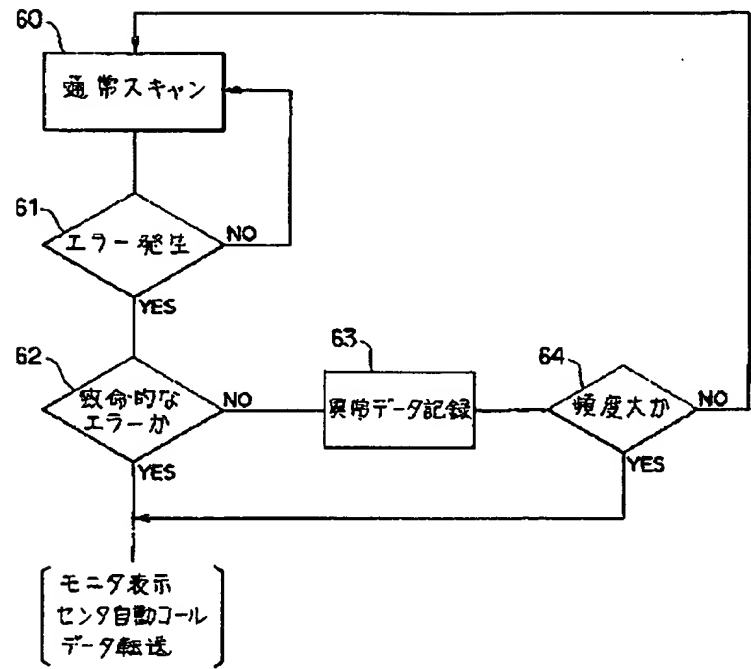 60
通常スキャン
61
エラー発生
NO
YES
62
致命的な
エラーか
NO
YES
63
異常データ記録
64
頻度大か
NO
YES
モニタ表示
センタ自動コール
データ転送